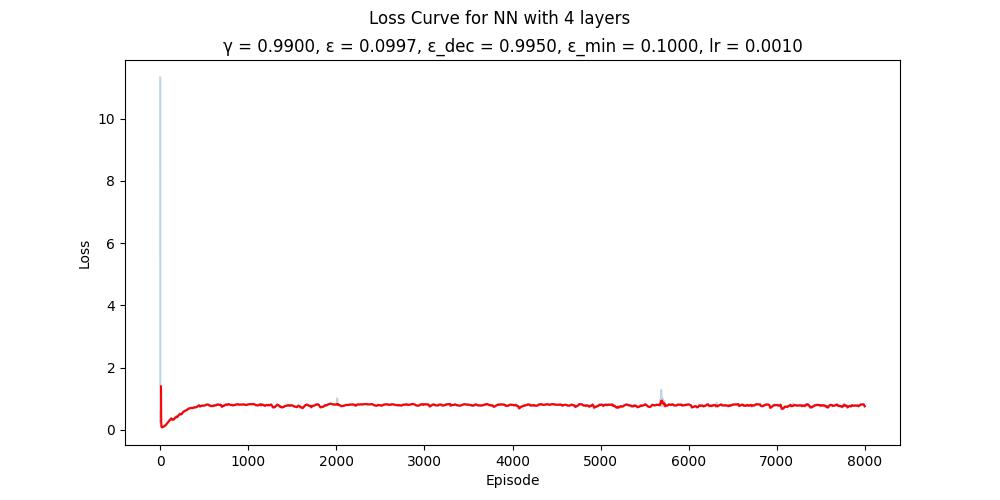 Loss Curve for NN with 4 layers
γ = 0.9900, ε = 0.0997, ε_dec = 0.9950, ε_min = 0.1000, lr = 0.0010
10
8
6
4
2
0
Loss
0 1000 2000 3000 4000 5000 6000 7000 8000
Episode